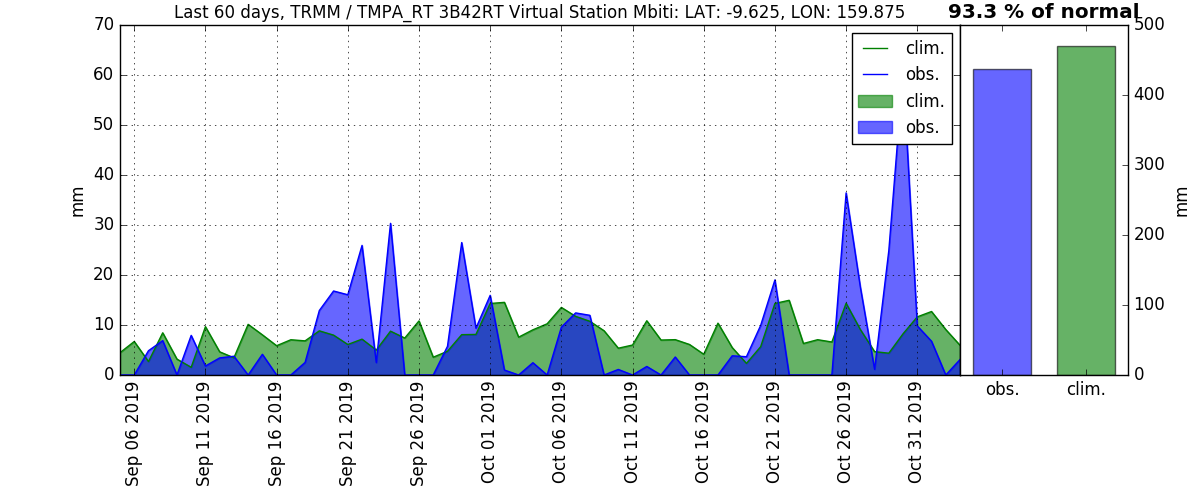 Last 60 days, TRMM / TMPA_RT 3B42RT Virtual Station Mbiti: LAT: -9.625, LON: 159.875
93.3 % of normal
70
60
50
40
30
20
10
0
mm
clim.
obs.
clim.
obs.
500
400
300
200
100
0
mm
obs.
clim.
Sep 06 2019
Sep 11 2019
Sep 16 2019
Sep 21 2019
Sep 26 2019
Oct 01 2019
Oct 06 2019
Oct 11 2019
Oct 16 2019
Oct 21 2019
Oct 26 2019
Oct 31 2019